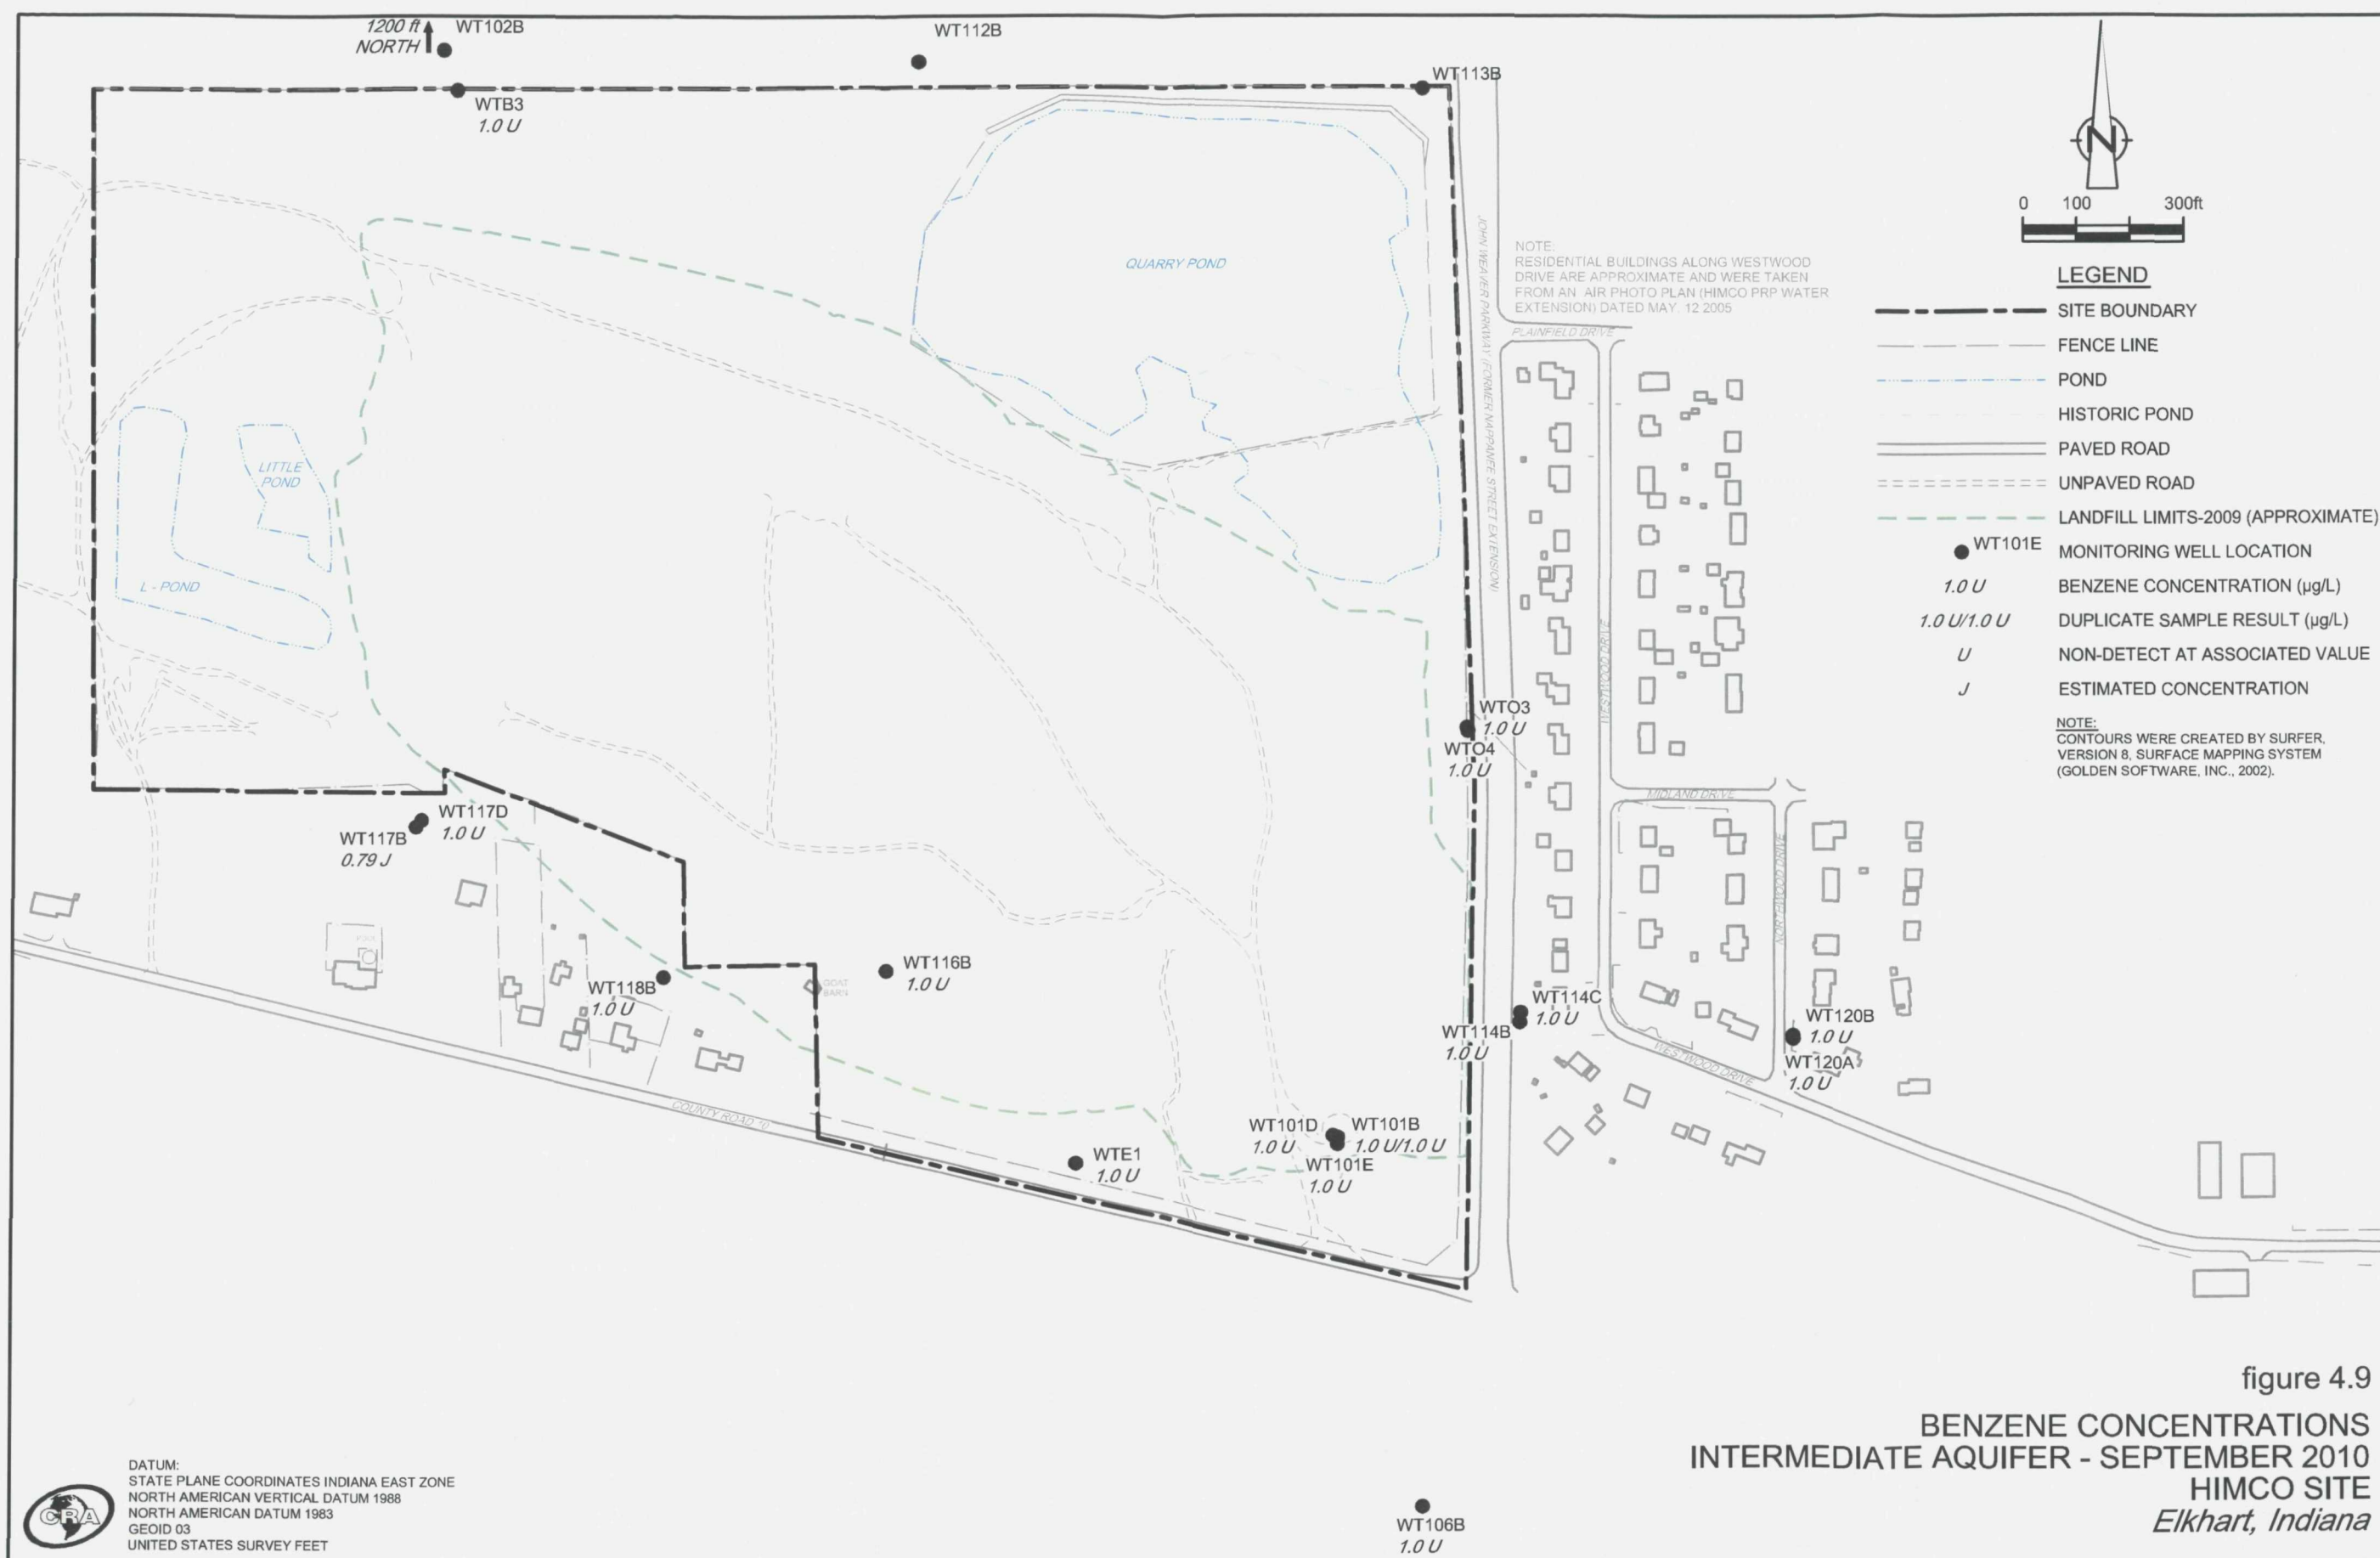 1200 ft
NORTH
WT102B
WT112B
WT113B
WTB3
1.0 U
QUARRY POND
LITTLE
POND
L - POND
JOHN WEAVER PARKWAY (FORMER NAPPANEE STREET EXTENSION)
NOTE:
RESIDENTIAL BUILDINGS ALONG WESTWOOD
DRIVE ARE APPROXIMATE AND WERE TAKEN
FROM AN AIR PHOTO PLAN (HIMCO PRP WATER
EXTENSION) DATED MAY. 12 2005
PLAINFIELD DRIVE
WESTWOOD DRIVE
WTO3
1.0 U
WTO4
1.0 U
MIDLAND DRIVE
NORTHWOOD DRIVE
WT117D
1.0 U
WT117B
0.79 J
WT118B
1.0 U
WT116B
1.0 U
GOAT
BARN
WT114C
1.0 U
WT114B
1.0 U
WT120B
1.0 U
WT120A
1.0 U
WESTWOOD DRIVE
COUNTY ROAD 10
WTE1
1.0 U
WT101D
1.0 U
WT101B
1.0 U/1.0 U
WT101E
1.0 U
WT106B
1.0 U
N
0 100 300ft
LEGEND
SITE BOUNDARY
FENCE LINE
POND
HISTORIC POND
PAVED ROAD
UNPAVED ROAD
LANDFILL LIMITS-2009 (APPROXIMATE)
WT101E MONITORING WELL LOCATION
1.0 U BENZENE CONCENTRATION (µg/L)
1.0 U/1.0 U DUPLICATE SAMPLE RESULT (µg/L)
U NON-DETECT AT ASSOCIATED VALUE
J ESTIMATED CONCENTRATION
NOTE:
CONTOURS WERE CREATED BY SURFER,
VERSION 8, SURFACE MAPPING SYSTEM
(GOLDEN SOFTWARE, INC., 2002).
figure 4.9
BENZENE CONCENTRATIONS
INTERMEDIATE AQUIFER - SEPTEMBER 2010
HIMCO SITE
Elkhart, Indiana
CRA
DATUM:
STATE PLANE COORDINATES INDIANA EAST ZONE
NORTH AMERICAN VERTICAL DATUM 1988
NORTH AMERICAN DATUM 1983
GEOID 03
UNITED STATES SURVEY FEET